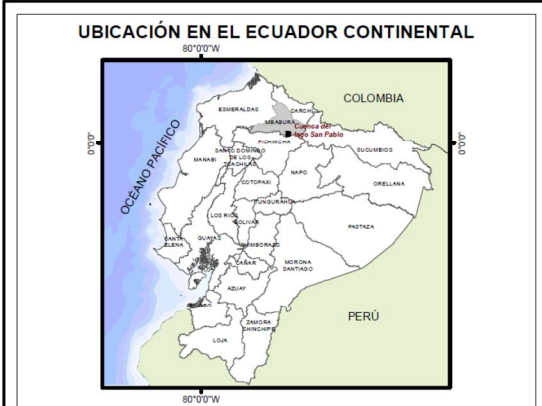 UBICACIÓN EN EL ECUADOR CONTINENTAL
80°0'0"W
COLOMBIA
ESMERALDAS
CARCHI
IMBABURA
Cuenca del
lago San Pablo
OCÉANO PACÍFICO
0°0'0"
0°0'0"
PICHINCHA
SUCUMBIOS
SANTO DOMINGO
DE LOS
TSACHILAS
MANABI
NAPO
ORELLANA
COTOPAXI
TUNGURAHUA
LOS RIOS
BOLIVAR
PASTAZA
SANTA
ELENA
GUAYAS
CHIMBORAZO
CAÑAR
MORONA
SANTIAGO
AZUAY
PERÚ
ZAMORA
CHINCHIPE
LOJA
80°0'0"W